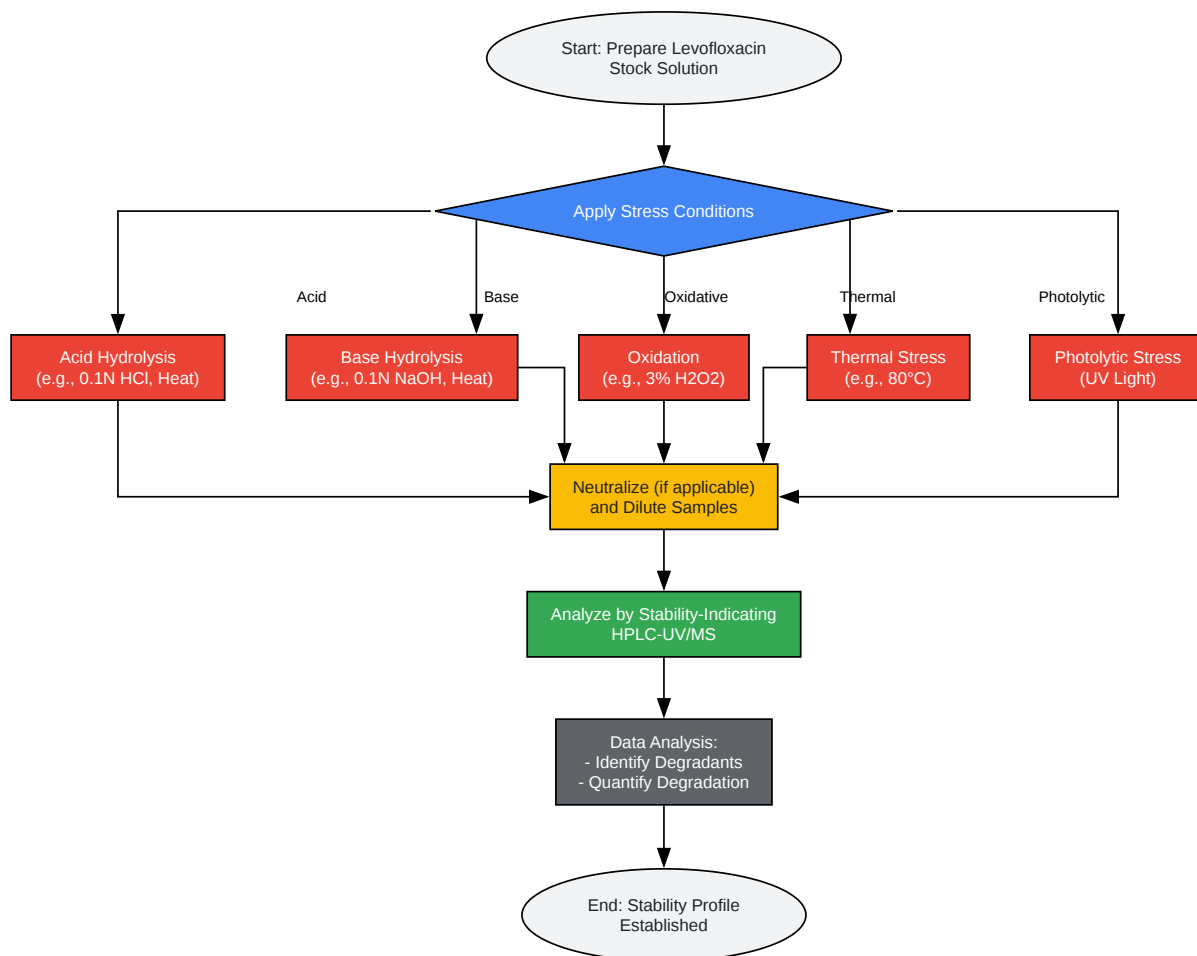 Start: Prepare Levofloxacin
Stock Solution
Apply Stress Conditions
Acid
Base
Oxidative
Thermal
Photolytic
Acid Hydrolysis
(e.g., 0.1N HCl, Heat)
Base Hydrolysis
(e.g., 0.1N NaOH, Heat)
Oxidation
(e.g., 3% H2O2)
Thermal Stress
(e.g., 80°C)
Photolytic Stress
(UV Light)
Neutralize (if applicable)
and Dilute Samples
Analyze by Stability-Indicating
HPLC-UV/MS
Data Analysis:
- Identify Degradants
- Quantify Degradation
End: Stability Profile
Established